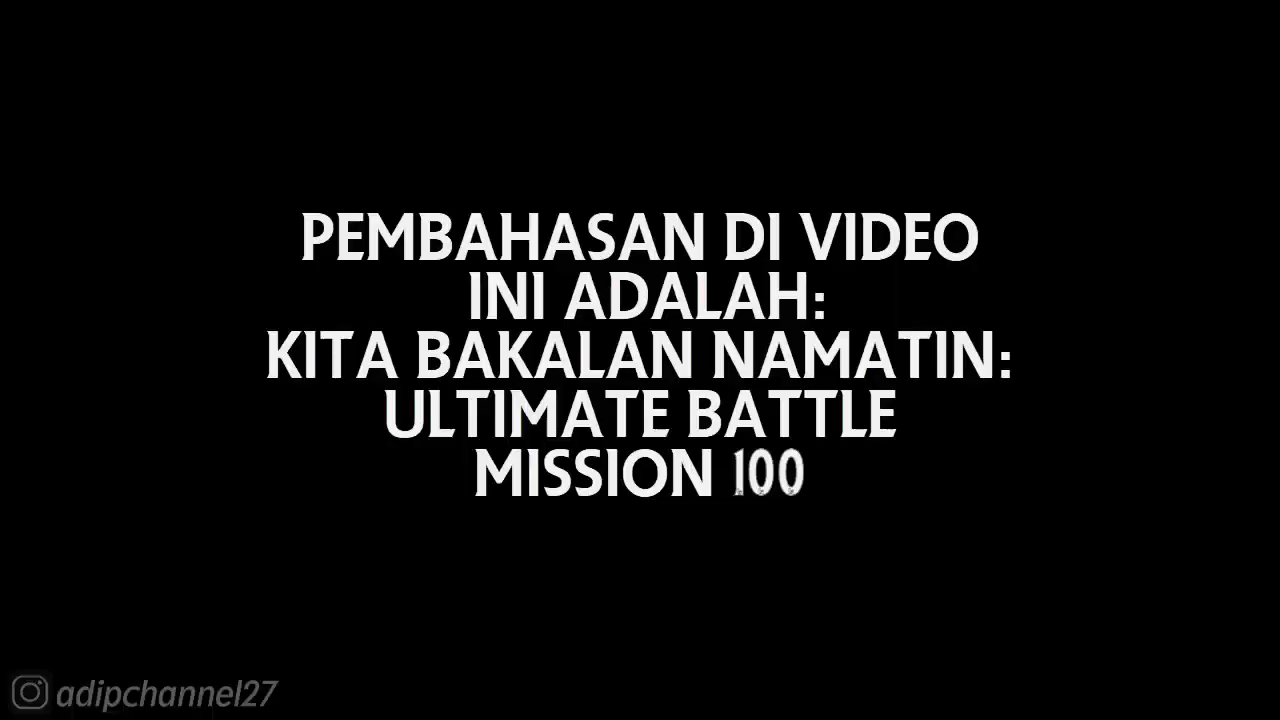 PEMBAHASAN DI VIDEO
INI ADALAH:
KITA BAKALAN NAMATIN:
ULTIMATE BATTLE
MISSION 100
adipchannel27